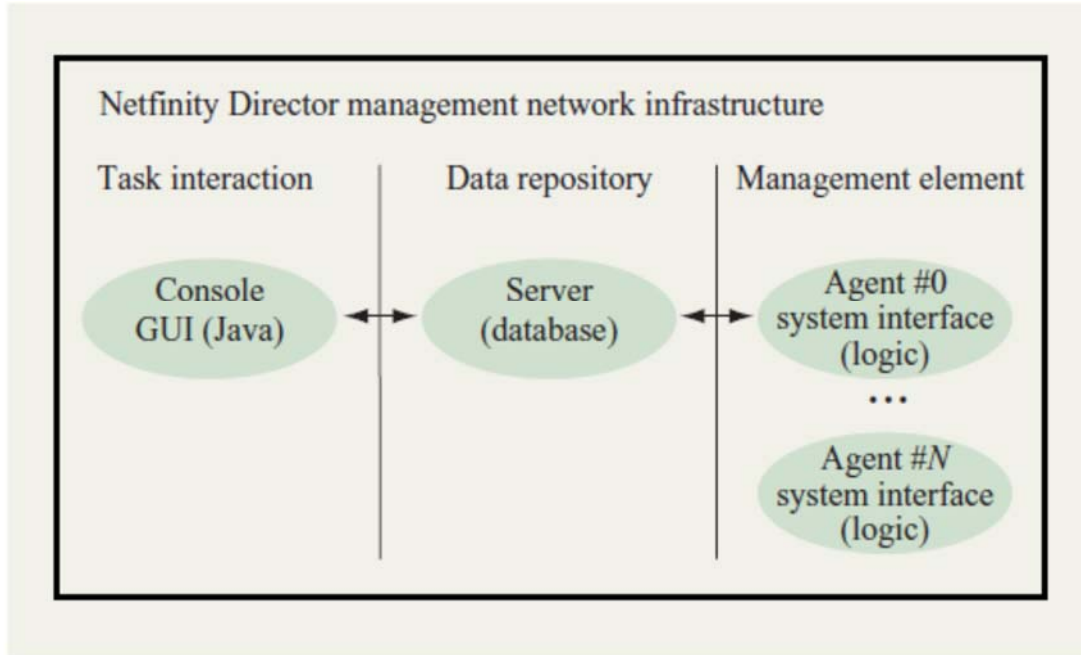 Netfinity Director management network infrastructure
Task interaction
Data repository
Management element
Console
GUI (Java)
Server
(database)
Agent #0
system interface
(logic)
...
Agent #N
system interface
(logic)